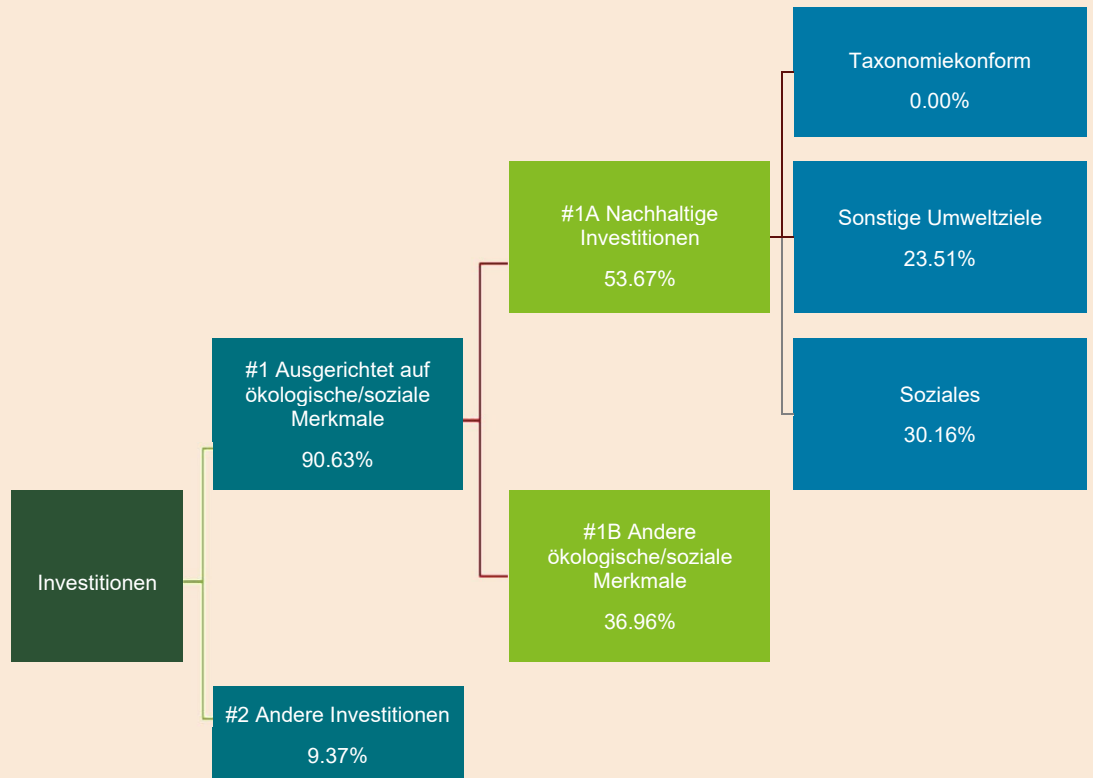 Taxonomiekonform
0.00%
#1A Nachhaltige
Investitionen
53.67%
Sonstige Umweltziele
23.51%
#1 Ausgerichtet auf
ökologische/soziale
Merkmale
90.63%
Soziales
30.16%
Investitionen
#1B Andere
ökologische/soziale
Merkmale
36.96%
#2 Andere Investitionen
9.37%